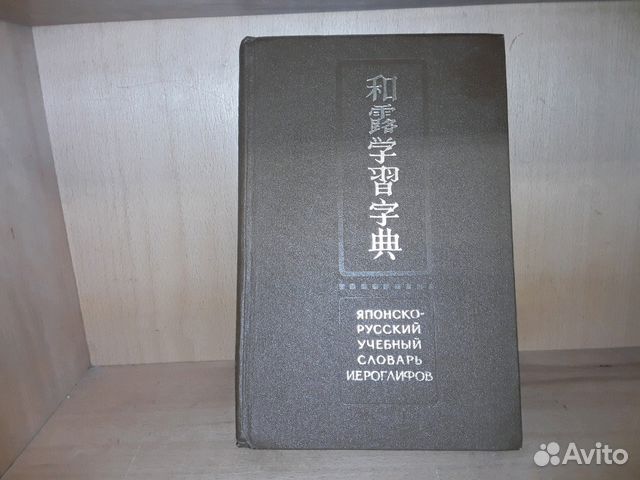 和露学習字典
ЯПОНСКО-
РУССКИЙ
УЧЕБНЫЙ
СЛОВАРЬ
ИЕРОГЛИФОВ
Avito